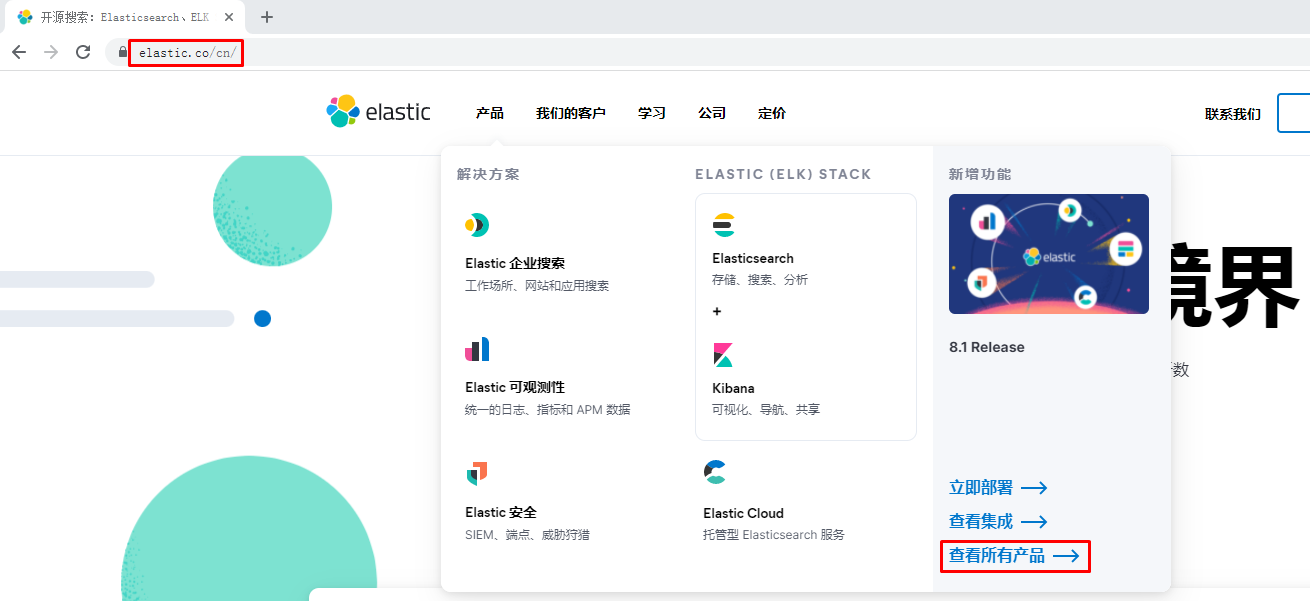 开源搜索：Elasticsearch、ELK
elastic.co/cn/
elastic
产品
我们的客户
学习
公司
定价
联系我们
解决方案
Elastic 企业搜索
工作场所、网站和应用搜索
Elastic 可观测性
统一的日志、指标和 APM 数据
Elastic 安全
SIEM、端点、威胁狩猎
ELASTIC (ELK) STACK
Elasticsearch
存储、搜索、分析
+
Kibana
可视化、导航、共享
Elastic Cloud
托管型 Elasticsearch 服务
新增功能
elastic
8.1 Release
立即部署
查看集成
查看所有产品
境界
数